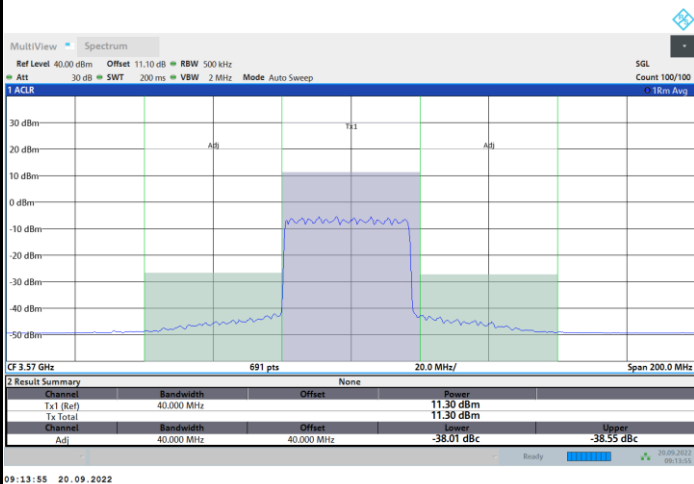 MultiView Spectrum
Ref Level 40.00 dBm Offset 11.10 dB RBW 500 kHz SGL
Att 30 dB SWT 200 ms VBW 2 MHz Mode Auto Sweep Count 100/100
1 ACLR 1Rm Avg
30 dBm
Tx1
20 dBm
Adj Adj
10 dBm
0 dBm
-10 dBm
-20 dBm
-30 dBm
-40 dBm
-50 dBm
CF 3.57 GHz 691 pts 20.0 MHz/ Span 200.0 MHz
2 Result Summary None
Channel Bandwidth Offset Power
Tx1 (Ref) 40.000 MHz 11.30 dBm
Tx Total 11.30 dBm
Channel Bandwidth Offset Lower Upper
Adj 40.000 MHz 40.000 MHz -38.01 dBc -38.55 dBc
Ready 20.09.2022
09:13:55
09:13:55 20.09.2022